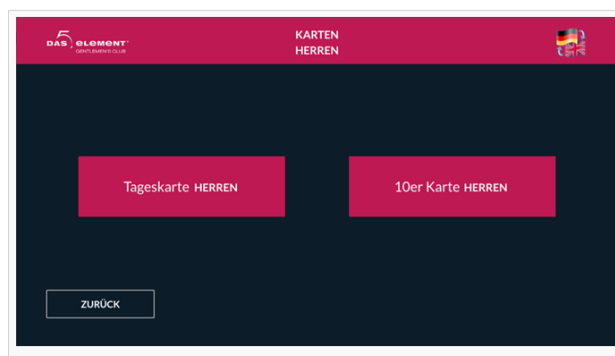 DAS 5 ELEMENT
GENTLEMEN'S CLUB
KARTEN
HERREN
Tageskarte HERREN
10er Karte HERREN
ZURÜCK